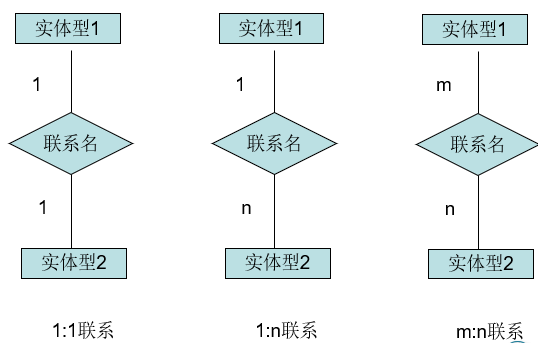 实体型1 实体型1 实体型1
1 1 m
联系名 联系名 联系名
1 n n
实体型2 实体型2 实体型2
1:1联系 1:n联系 m:n联系